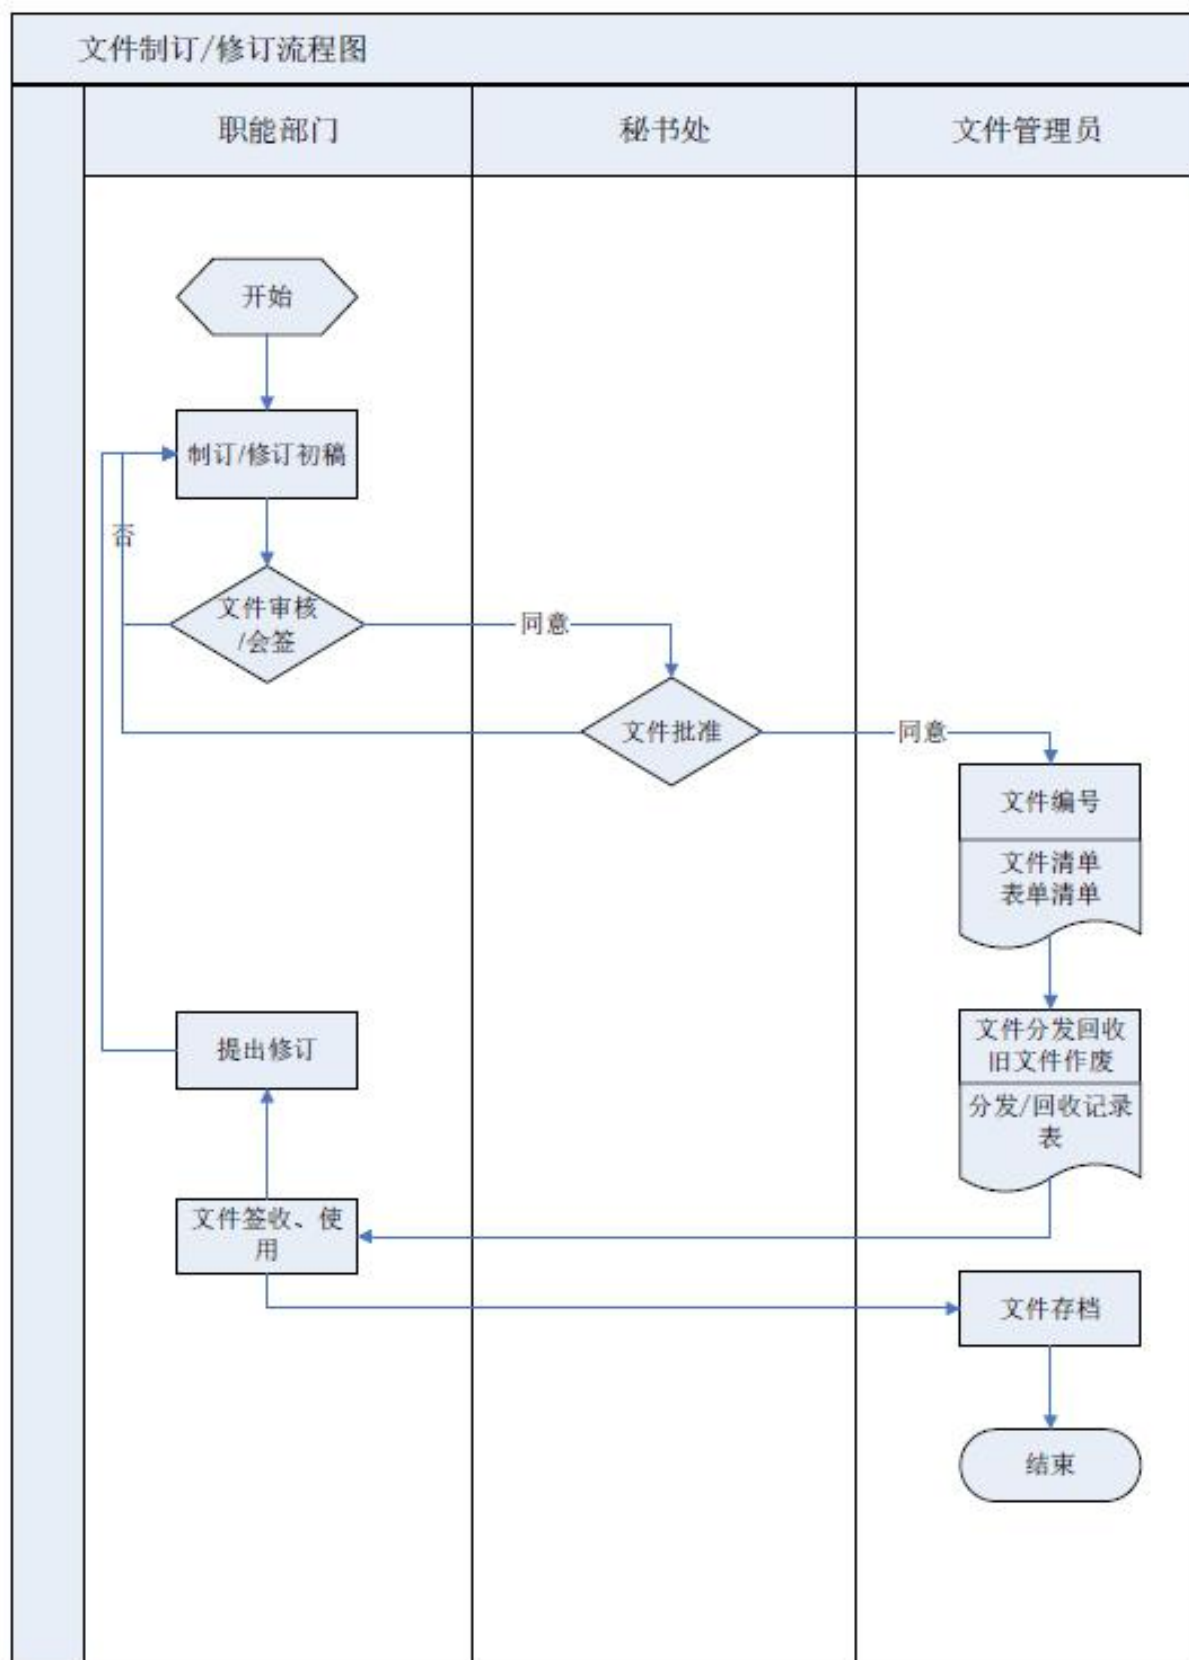 文件制订/修订流程图
职能部门
秘书处
文件管理员
开始
制订/修订初稿
否
文件审核
/会签
同意
文件批准
同意
文件编号
文件清单
表单清单
文件分发回收
旧文件作废
分发/回收记录
表
提出修订
文件签收、使
用
文件存档
结束